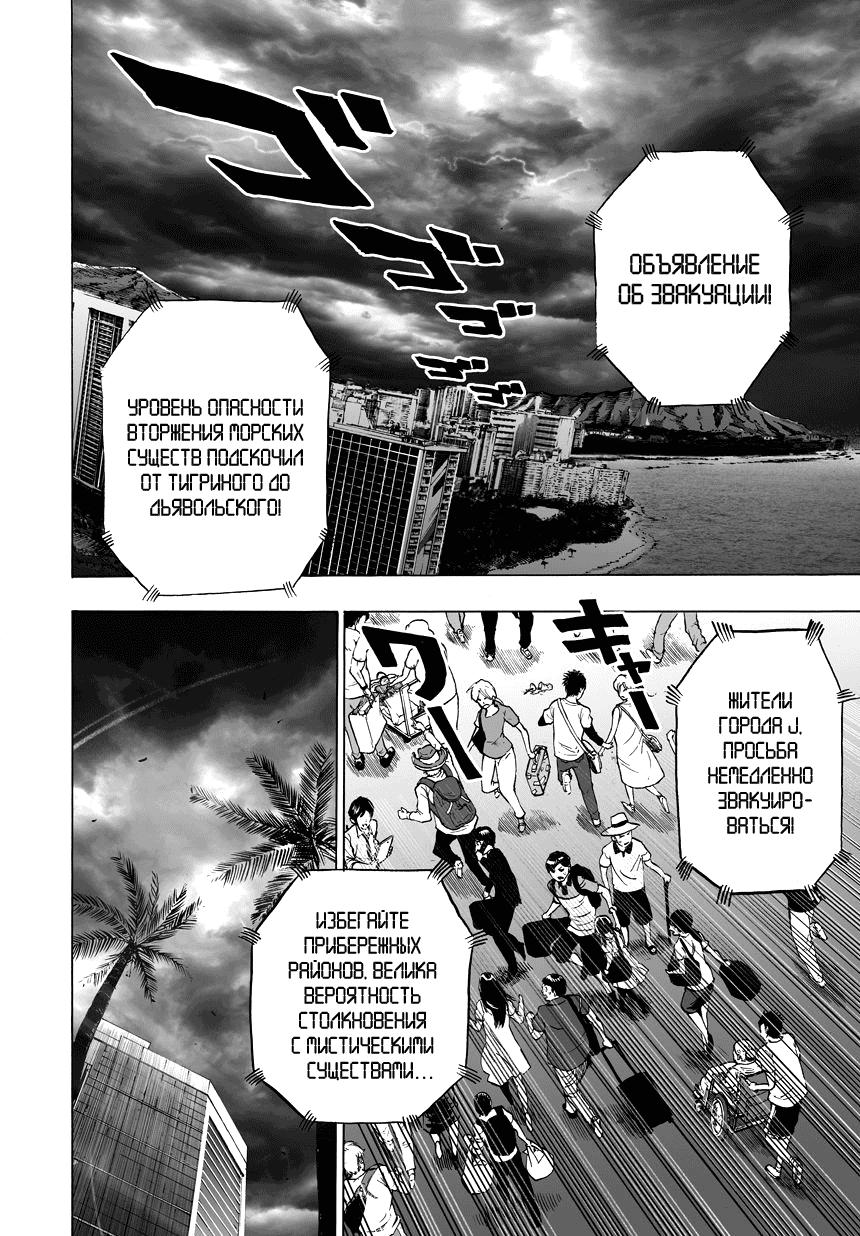 ОБЪЯВЛЕНИЕ
ОБ ЭВАКУАЦИИ!
ゴゴゴゴゴ
УРОВЕНЬ ОПАСНОСТИ
ВТОРЖЕНИЯ МОРСКИХ
СУЩЕСТВ ПОДСКОЧИЛ
ОТ ТИГРИНОГО ДО
ДЬЯВОЛЬСКОГО!
ЖИТЕЛИ
ГОРОДА J,
ПРОСЬБА
НЕМЕДЛЕННО
ЭВАКУИРО-
ВАТЬСЯ!
キャー
ワー
ИЗБЕГАЙТЕ
ПРИБЕРЕЖНЫХ
РАЙОНОВ, ВЕЛИКА
ВЕРОЯТНОСТЬ
СТОЛКНОВЕНИЯ
С МИСТИЧЕСКИМИ
СУЩЕСТВАМИ...